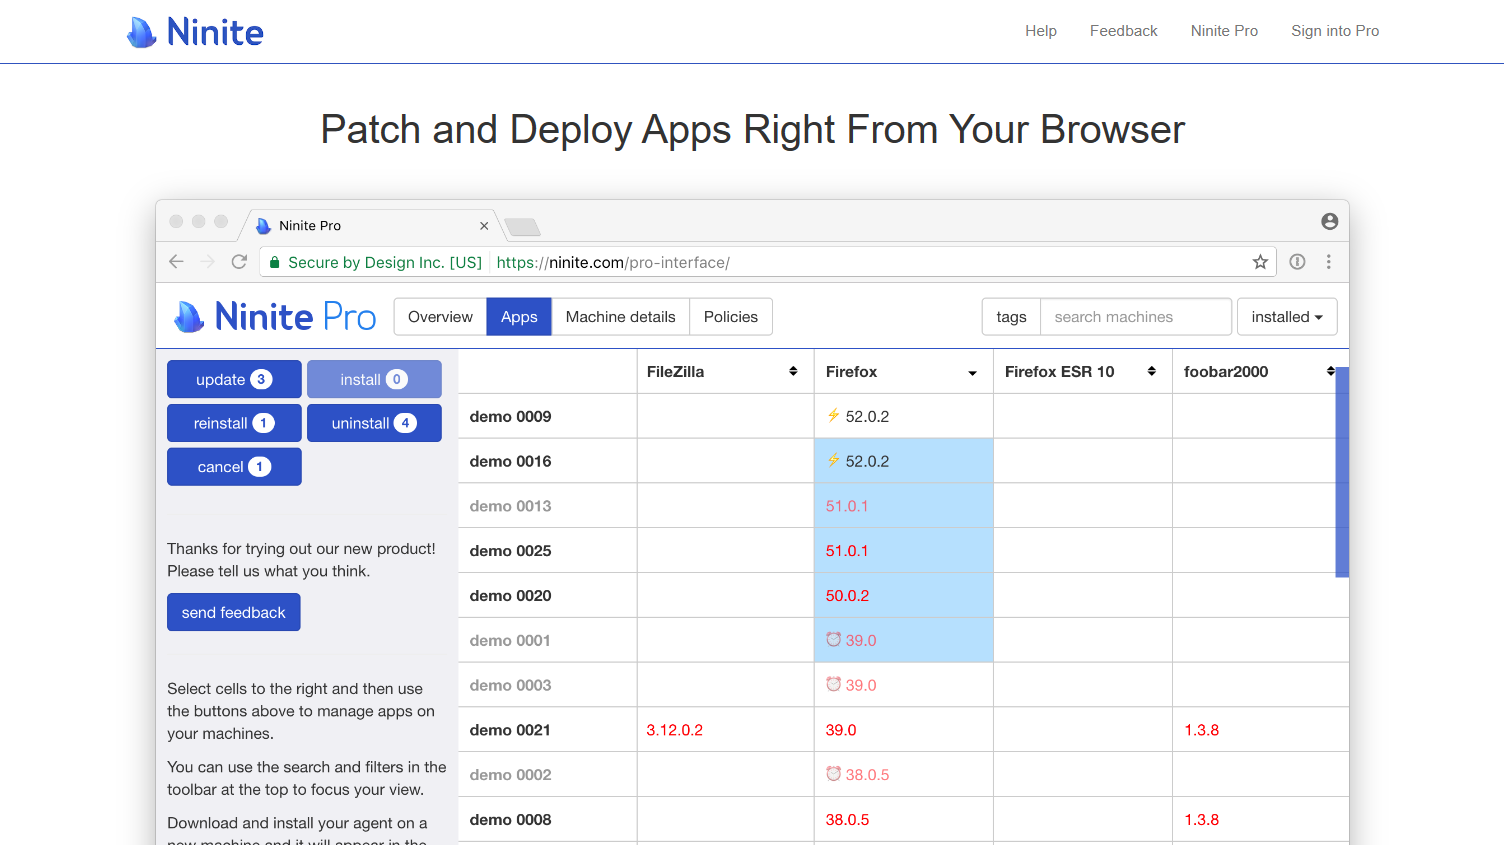 Ninite
Help Feedback Ninite Pro Sign into Pro
Patch and Deploy Apps Right From Your Browser
Ninite Pro
Secure by Design Inc. [US] https://ninite.com/pro-interface/
Ninite Pro Overview Apps Machine details Policies tags search machines installed
update 3 install 0
reinstall 1 uninstall 4
cancel 1
Thanks for trying out our new product!
Please tell us what you think.
send feedback
Select cells to the right and then use
the buttons above to manage apps on
your machines.
You can use the search and filters in the
toolbar at the top to focus your view.
Download and install your agent on a
new machine and it will appear in the
FileZilla Firefox Firefox ESR 10 foobar2000
demo 0009 52.0.2
demo 0016 52.0.2
demo 0013 51.0.1
demo 0025 51.0.1
demo 0020 50.0.2
demo 0001 39.0
demo 0003 39.0
demo 0021 3.12.0.2 39.0 1.3.8
demo 0002 38.0.5
demo 0008 38.0.5 1.3.8